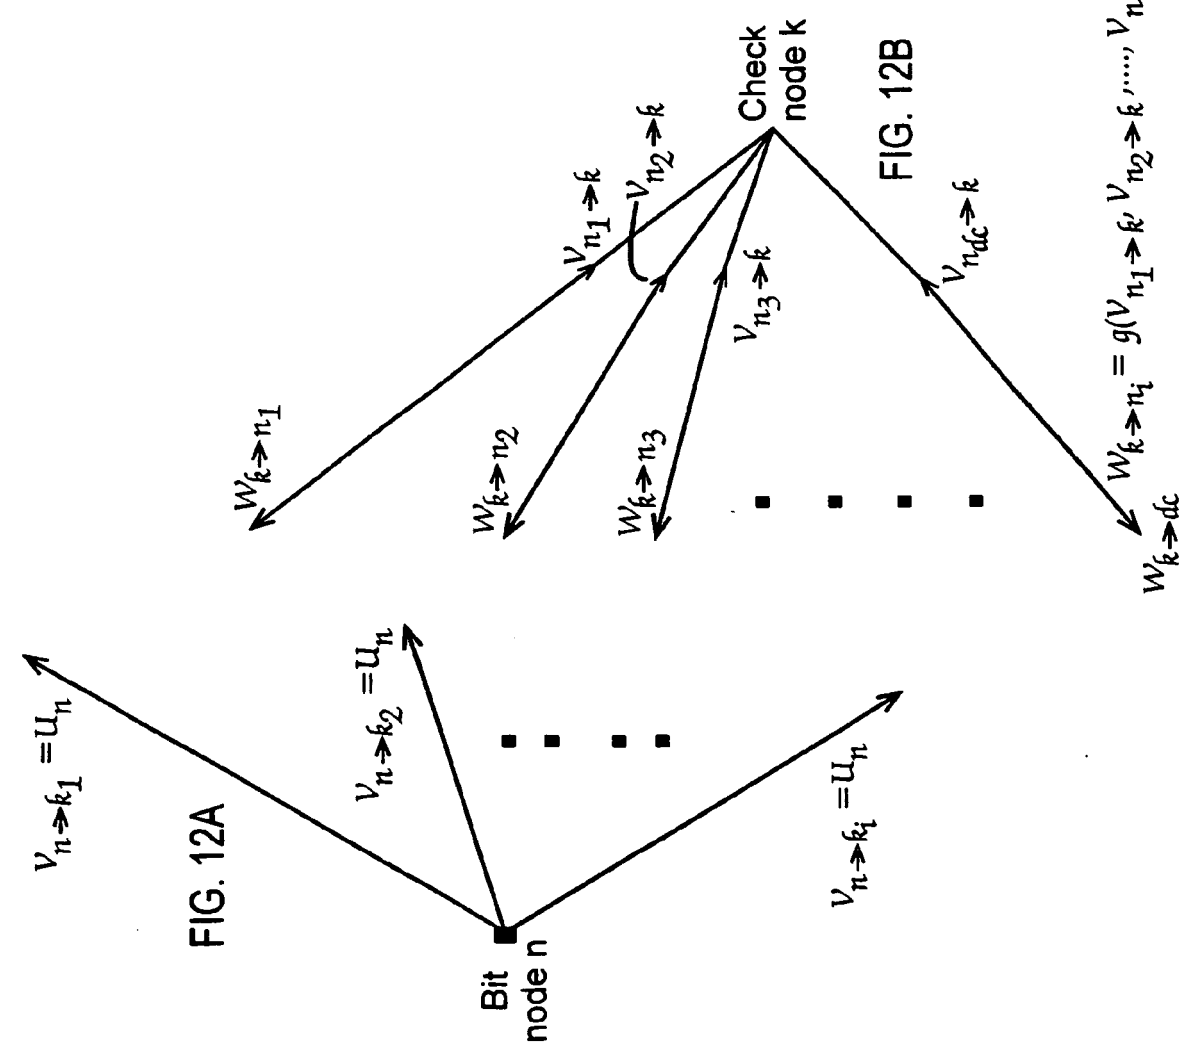 FIG. 12A
v_{n→k_1} = u_n
v_{n→k_2} = u_n
v_{n→k_i} = u_n
Bit
node n
FIG. 12B
w_{k→n_1}
w_{k→n_2}
w_{k→n_3}
w_{k→dc}
v_{n_1→k}
v_{n_2→k}
v_{n_3→k}
v_{n_{dc}→k}
Check
node k
w_{k→n_i} = g(v_{n_1→k}, v_{n_2→k}, ....., v_n